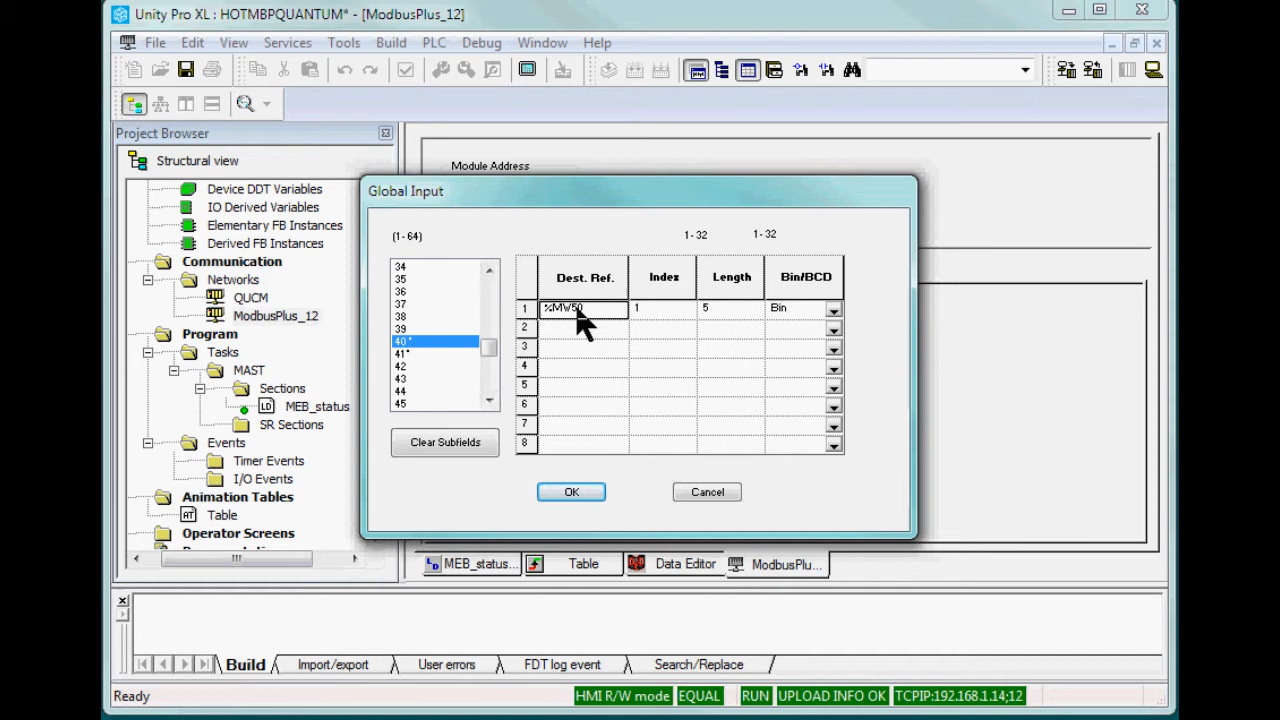 Unity Pro XL : HOTMBPQUANTUM* - [ModbusPlus_12]
File Edit View Services Tools Build PLC Debug Window Help
Project Browser
Structural view
Device DDT Variables
IO Derived Variables
Elementary FB Instances
Derived FB Instances
Communication
Networks
QUCM
ModbusPlus_12
Program
Tasks
MAST
Sections
LD MEB_status
SR Sections
Events
Timer Events
I/O Events
Animation Tables
AT Table
Operator Screens
Module Address
Global Input
(1 - 64)
1 - 32 1 - 32
34
35
36
37
38
39
40*
41*
42
43
44
45
Clear Subfields
Dest. Ref. Index Length Bin/BCD
1 %MW50 1 5 Bin
2
3
4
5
6
7
8
OK Cancel
MEB_status... Table Data Editor ModbusPlu...
Build Import/export User errors FDT log event Search/Replace
Ready HMI R/W mode EQUAL RUN UPLOAD INFO OK TCPIP:192.168.1.14;12